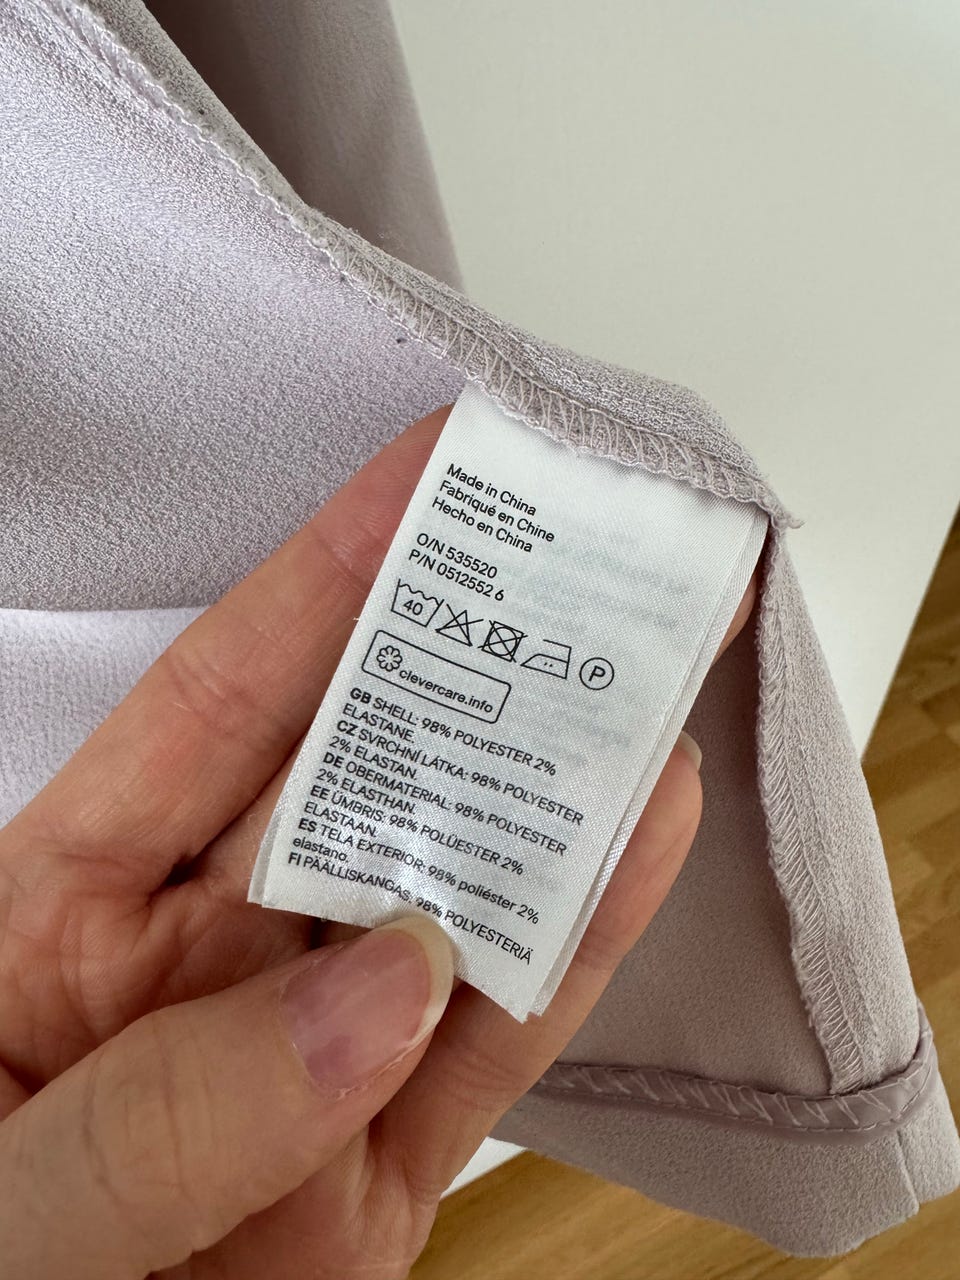 Made in China
Fabriqué en Chine
Hecho en China
O/N 535520
P/N 0512552 6
40
P
clevercare.info
GB SHELL: 98% POLYESTER 2%
ELASTANE.
CZ SVRCHNÍ LÁTKA: 98% POLYESTER
2% ELASTAN.
DE OBERMATERIAL: 98% POLYESTER
2% ELASTHAN.
EE ÜMBRIS: 98% POLÜESTER 2%
ELASTAAN.
ES TELA EXTERIOR: 98% poliéster 2%
elastano.
FI PÄÄLLISKANGAS: 98% POLYESTERIÄ